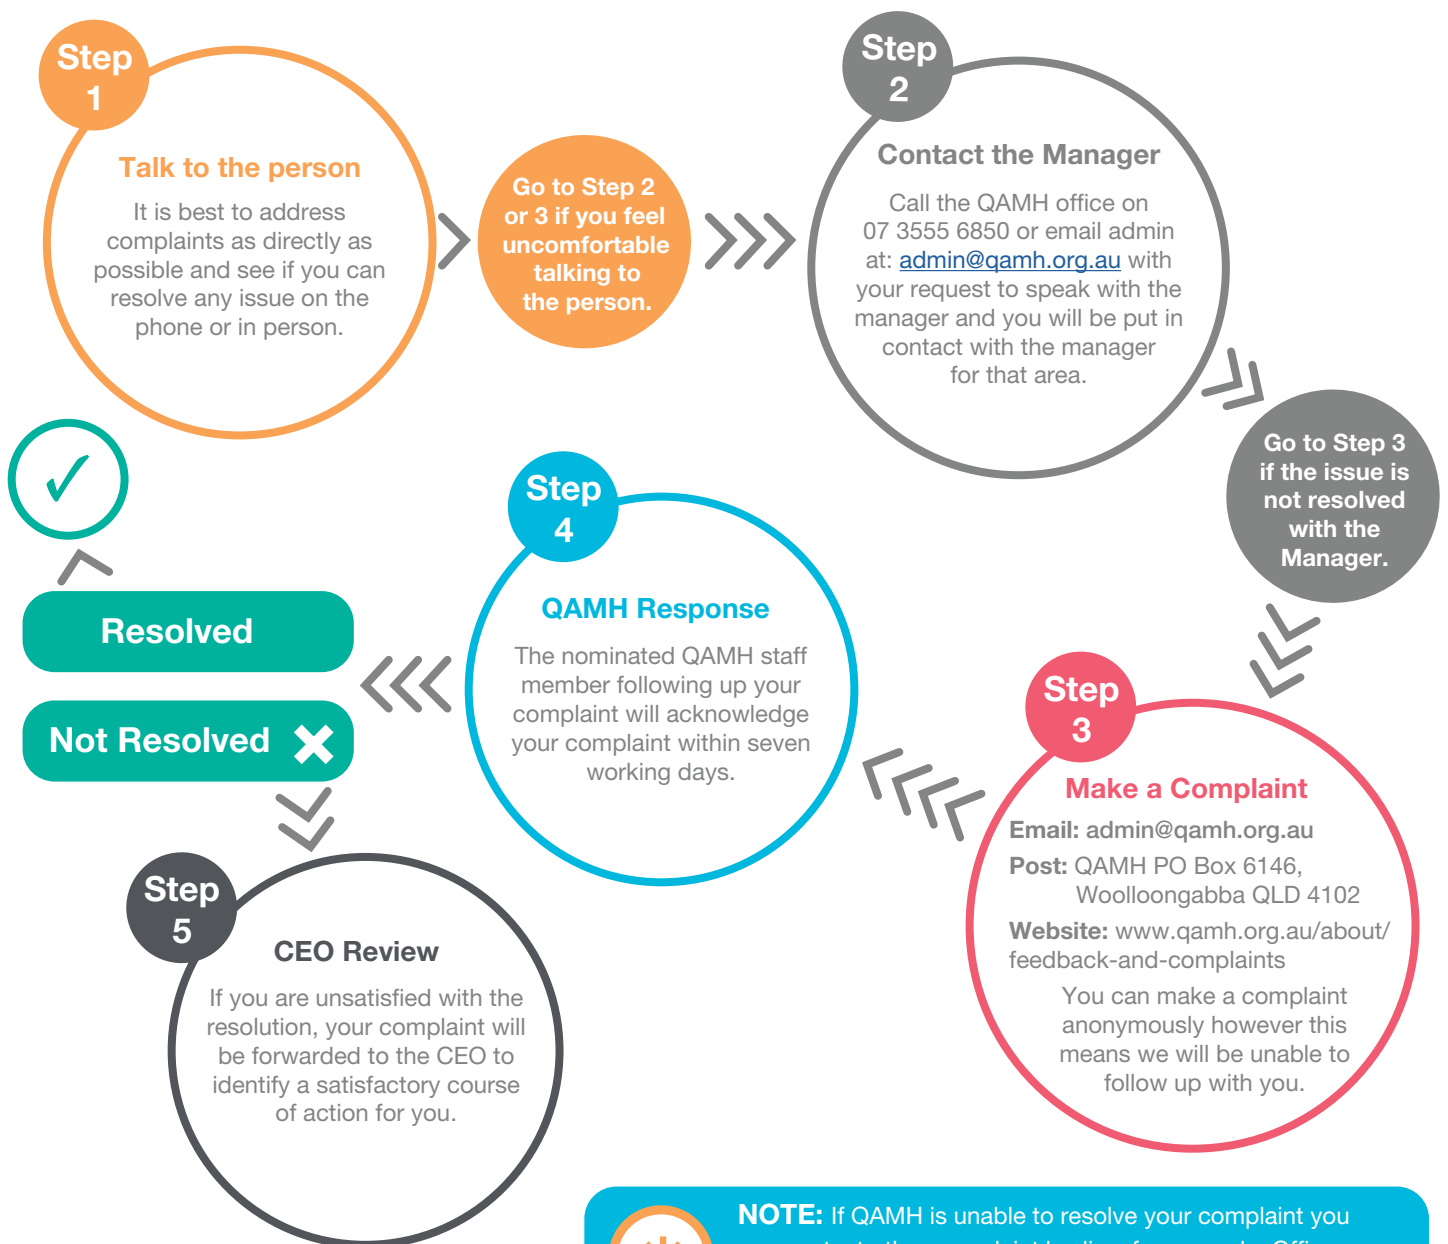 Step
1
Talk to the person
It is best to address
complaints as directly as
possible and see if you can
resolve any issue on the
phone or in person.
Go to Step 2
or 3 if you feel
uncomfortable
talking to
the person.
Step
2
Contact the Manager
Call the QAMH office on
07 3555 6850 or email admin
at: admin@qamh.org.au with
your request to speak with the
manager and you will be put in
contact with the manager
for that area.
Go to Step 3
if the issue is
not resolved
with the
Manager.
Step
3
Make a Complaint
Email: admin@qamh.org.au
Post: QAMH PO Box 6146,
Woolloongabba QLD 4102
Website: www.qamh.org.au/about/
feedback-and-complaints
You can make a complaint
anonymously however this
means we will be unable to
follow up with you.
Step
4
QAMH Response
The nominated QAMH staff
member following up your
complaint will acknowledge
your complaint within seven
working days.
Resolved
Not Resolved
Step
5
CEO Review
If you are unsatisfied with the
resolution, your complaint will
be forwarded to the CEO to
identify a satisfactory course
of action for you.
NOTE: If QAMH is unable to resolve your complaint you